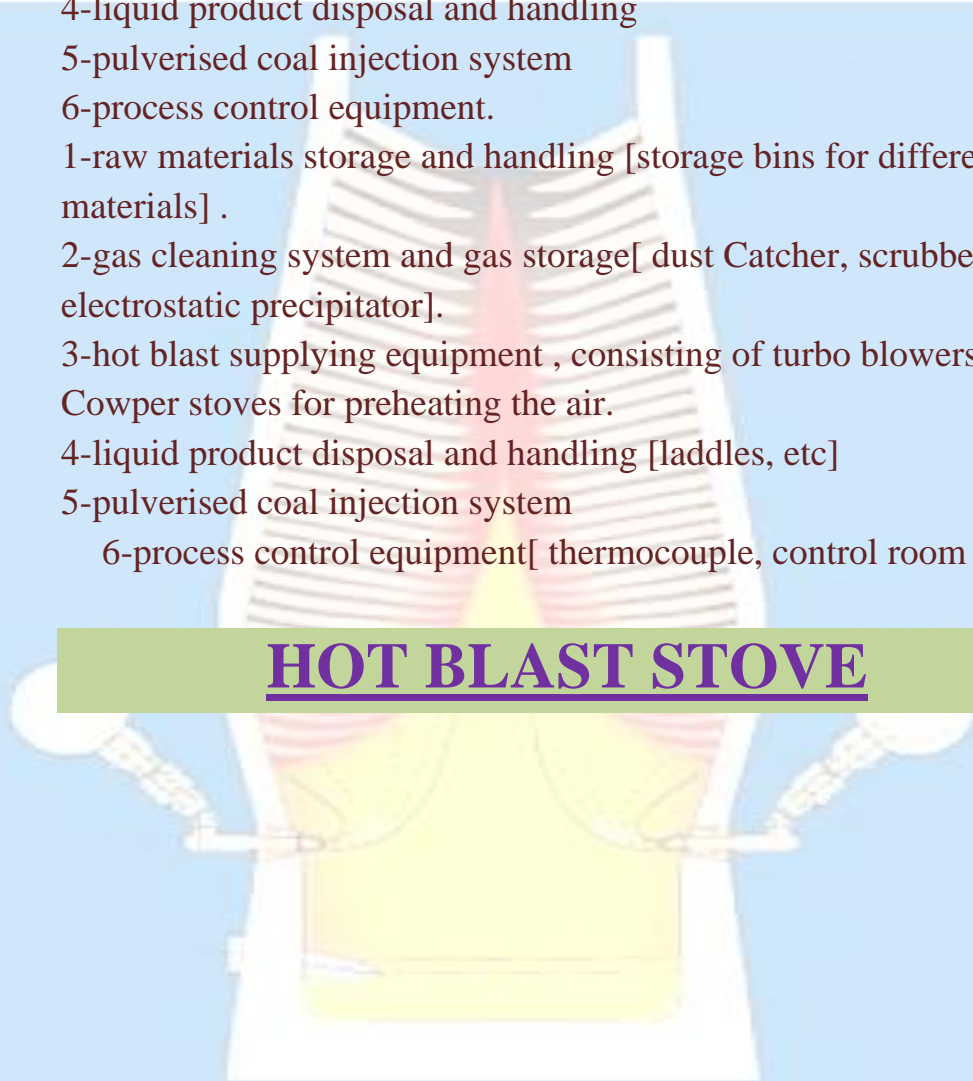 4-liquid product disposal and handling
5-pulverised coal injection system
6-process control equipment.
1-raw materials storage and handling [storage bins for differe
materials] .
2-gas cleaning system and gas storage[ dust Catcher, scrubbe
electrostatic precipitator].
3-hot blast supplying equipment , consisting of turbo blowers
Cowper stoves for preheating the air.
4-liquid product disposal and handling [laddles, etc]
5-pulverised coal injection system
6-process control equipment[ thermocouple, control room
HOT BLAST STOVE